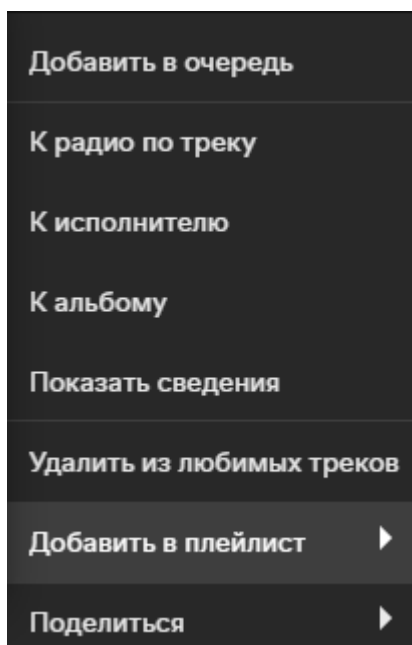 Добавить в очередь
К радио по треку
К исполнителю
К альбому
Показать сведения
Удалить из любимых треков
Добавить в плейлист
Поделиться